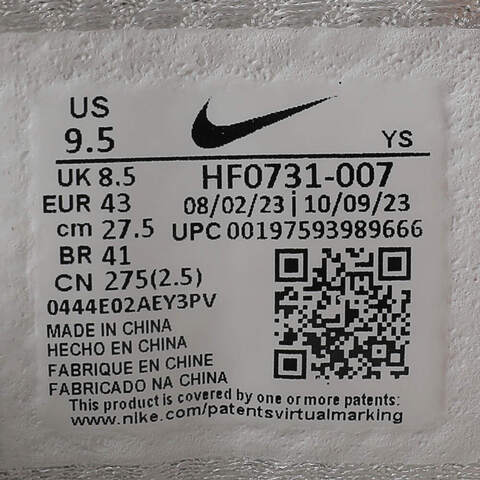 US
9.5
YS
UK 8.5
HF0731-007
EUR 43
08/02/23 | 10/09/23
cm 27.5
UPC 00197593989666
BR 41
CN 275(2.5)
0444E02AEY3PV
MADE IN CHINA
HECHO EN CHINA
FABRIQUE EN CHINE
FABRICADO NA CHINA
This product is covered by one or more patents:
www.nike.com/patentsvirtualmarking